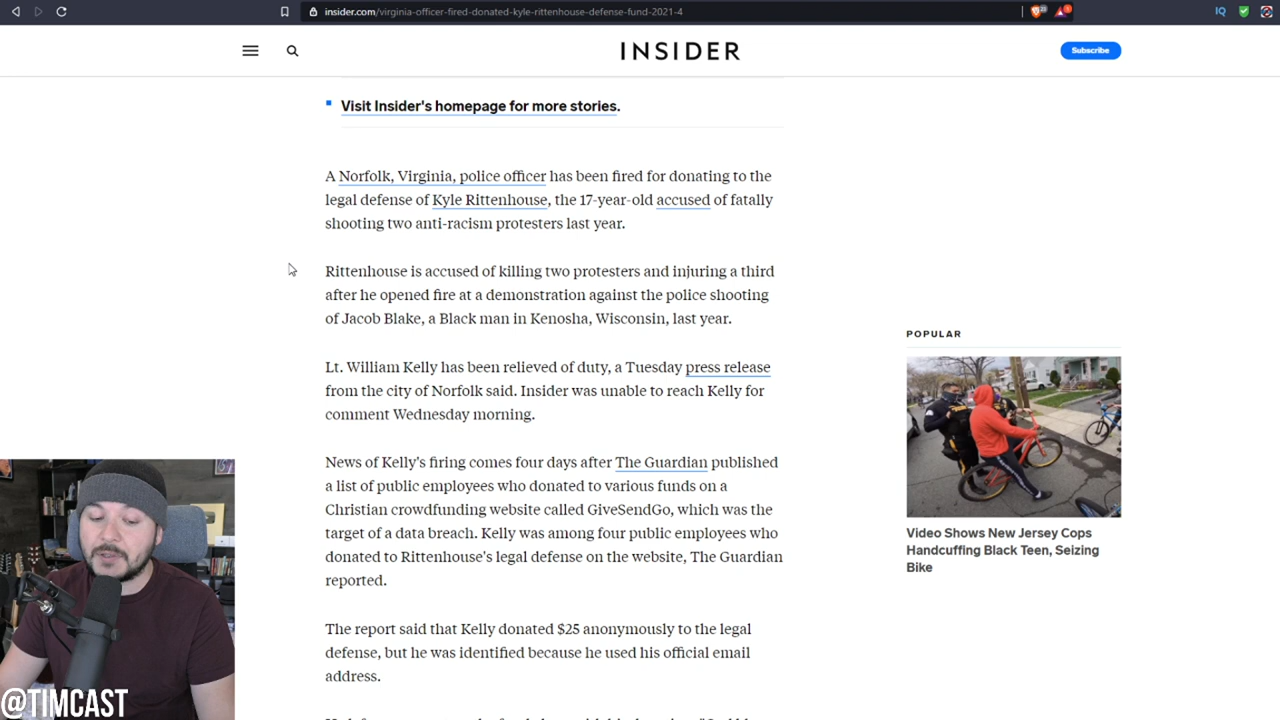 insider.com/virginia-officer-fired-donated-kyle-rittenhouse-defense-fund-2021-4
IQ
INSIDER
Subscribe
Visit Insider's homepage for more stories.
A Norfolk, Virginia, police officer has been fired for donating to the
legal defense of Kyle Rittenhouse, the 17-year-old accused of fatally
shooting two anti-racism protesters last year.
Rittenhouse is accused of killing two protesters and injuring a third
after he opened fire at a demonstration against the police shooting
of Jacob Blake, a Black man in Kenosha, Wisconsin, last year.
Lt. William Kelly has been relieved of duty, a Tuesday press release
from the city of Norfolk said. Insider was unable to reach Kelly for
comment Wednesday morning.
News of Kelly's firing comes four days after The Guardian published
a list of public employees who donated to various funds on a
Christian crowdfunding website called GiveSendGo, which was the
target of a data breach. Kelly was among four public employees who
donated to Rittenhouse's legal defense on the website, The Guardian
reported.
The report said that Kelly donated $25 anonymously to the legal
defense, but he was identified because he used his official email
address.
POPULAR
Video Shows New Jersey Cops
Handcuffing Black Teen, Seizing
Bike
@TIMCAST